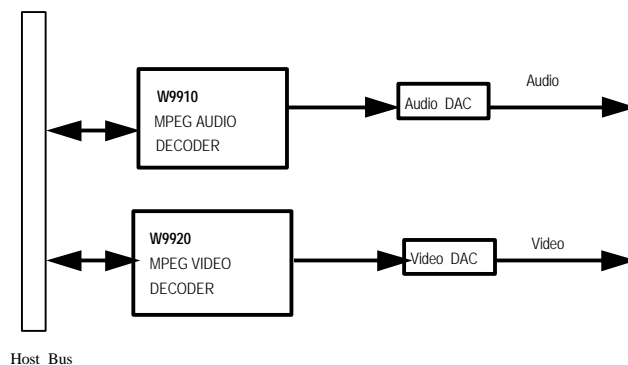 W9910
MPEG AUDIO
DECODER
Audio DAC
Audio
W9920
MPEG VIDEO
DECODER
Video DAC
Video
Host Bus